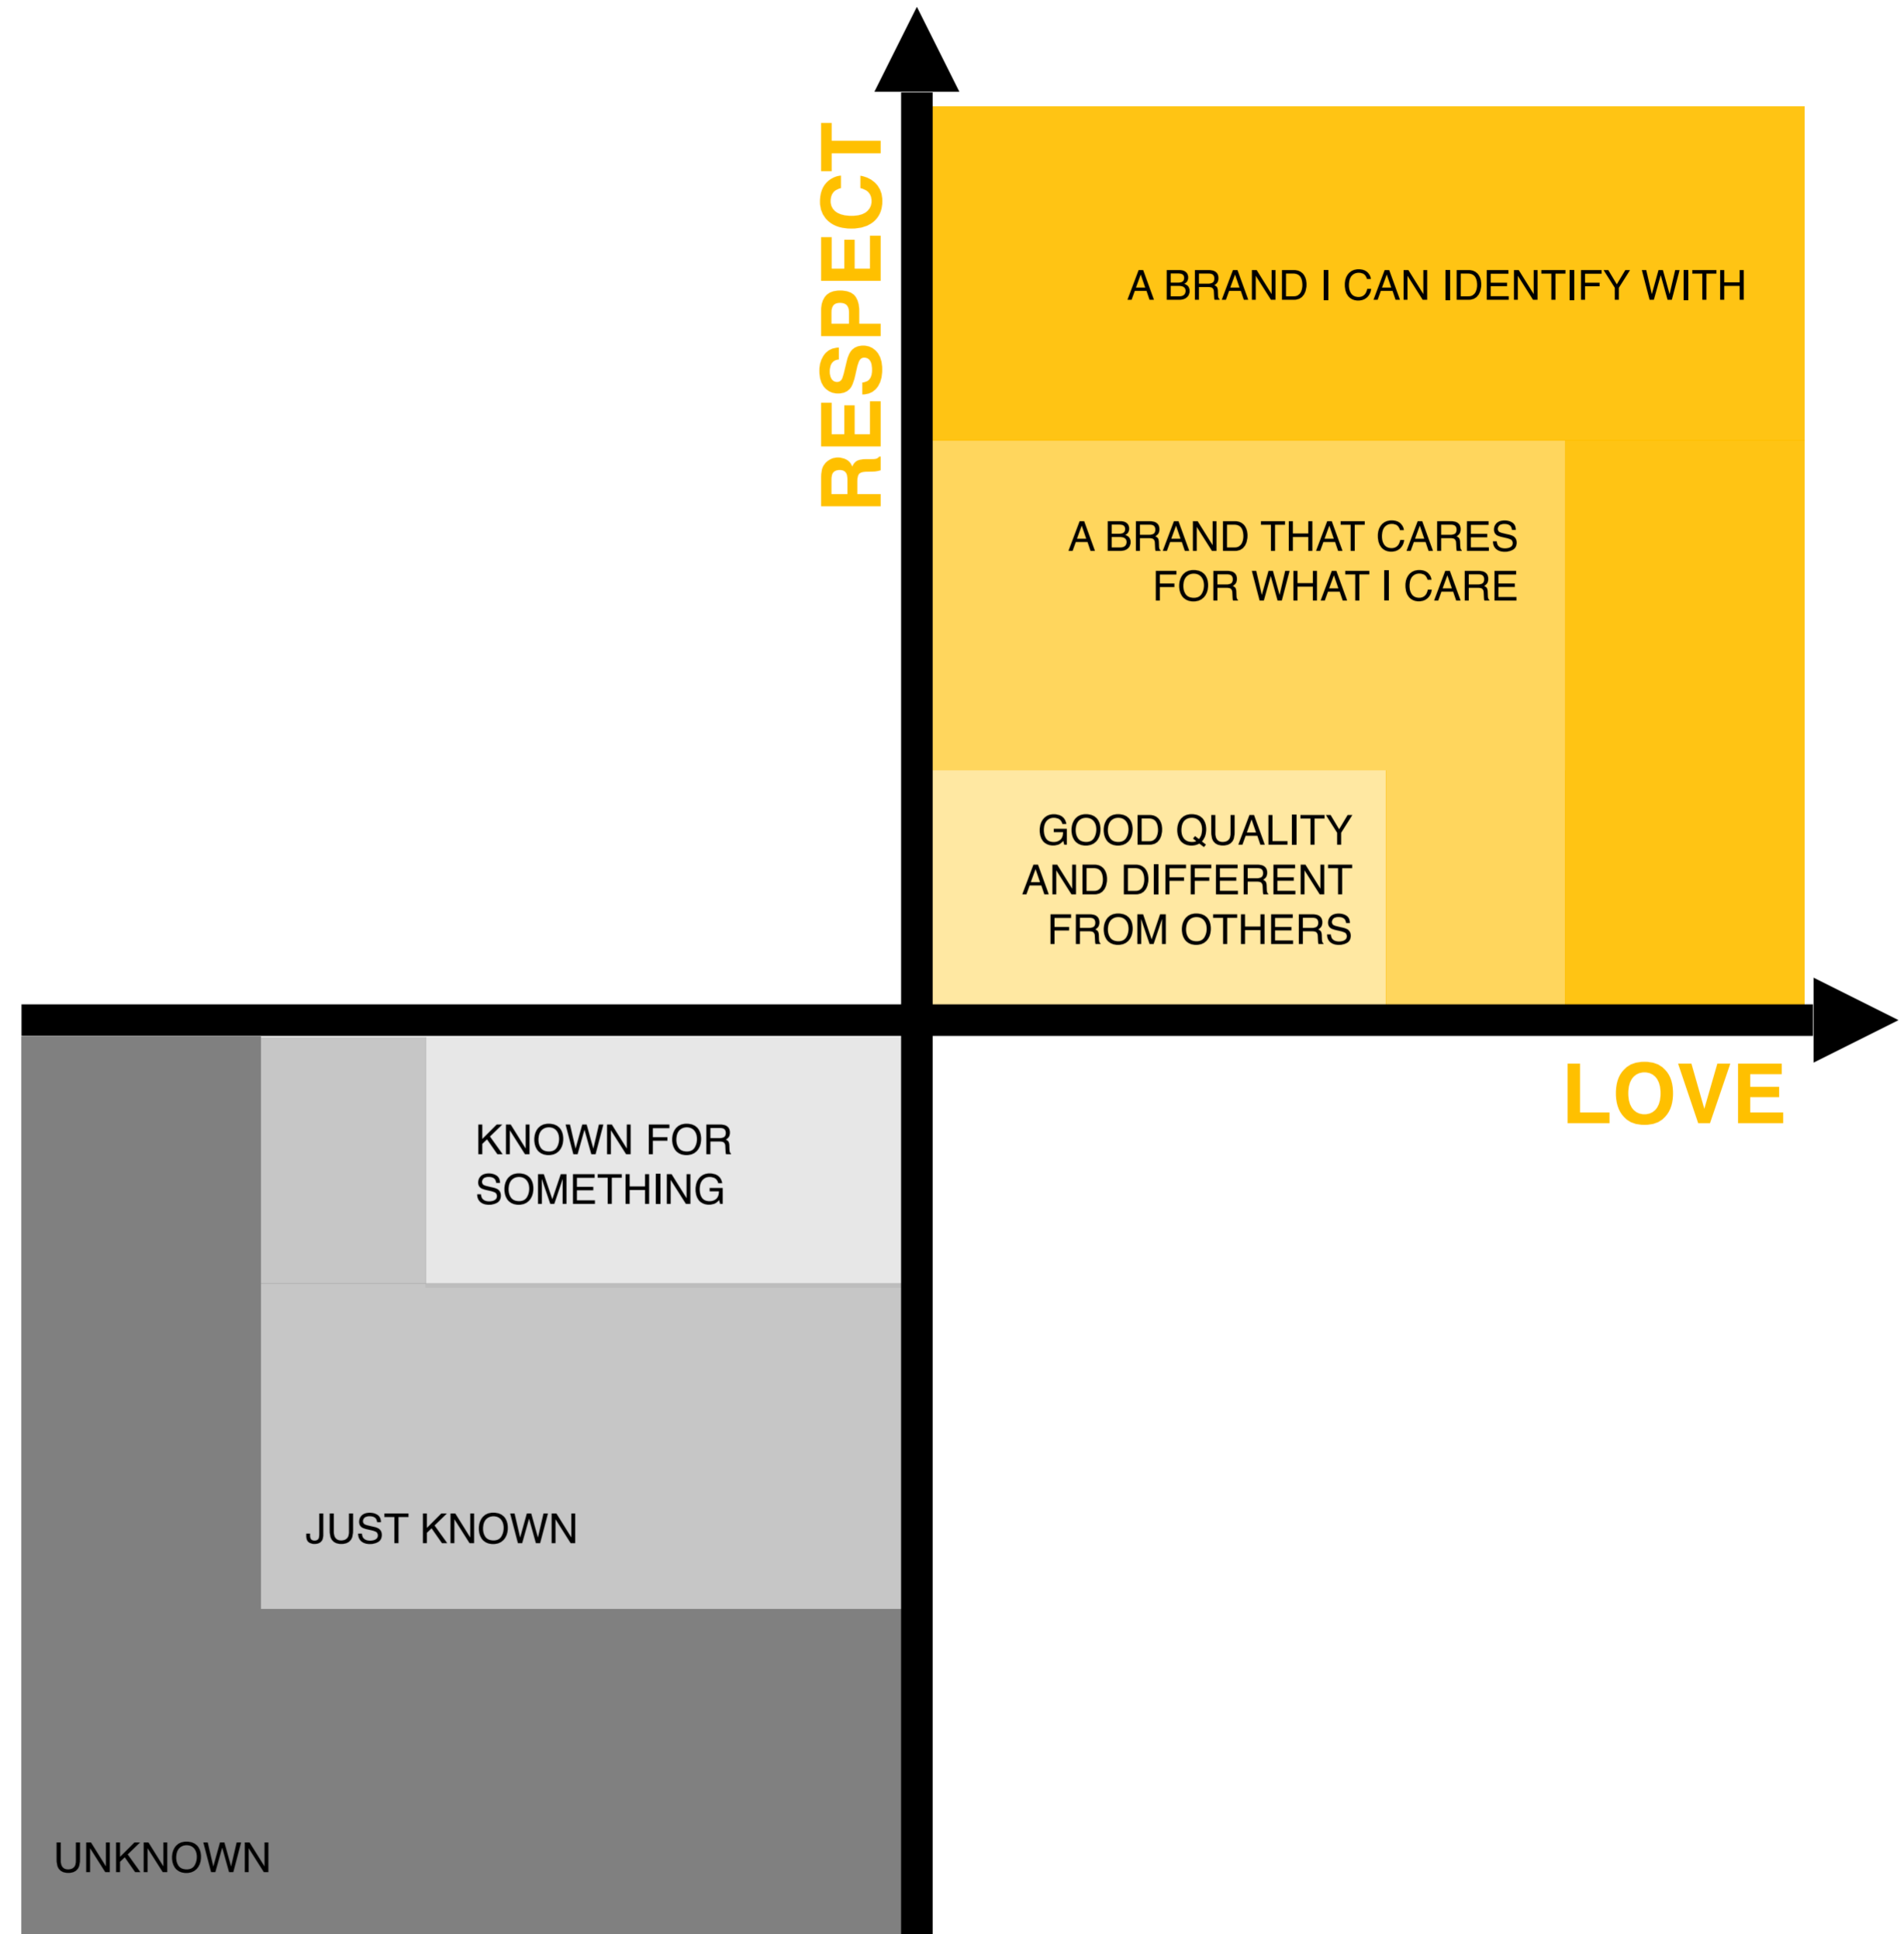 RESPECT
A BRAND I CAN IDENTIFY WITH
A BRAND THAT CARES
FOR WHAT I CARE
GOOD QUALITY
AND DIFFERENT
FROM OTHERS
LOVE
KNOWN FOR
SOMETHING
JUST KNOWN
UNKNOWN